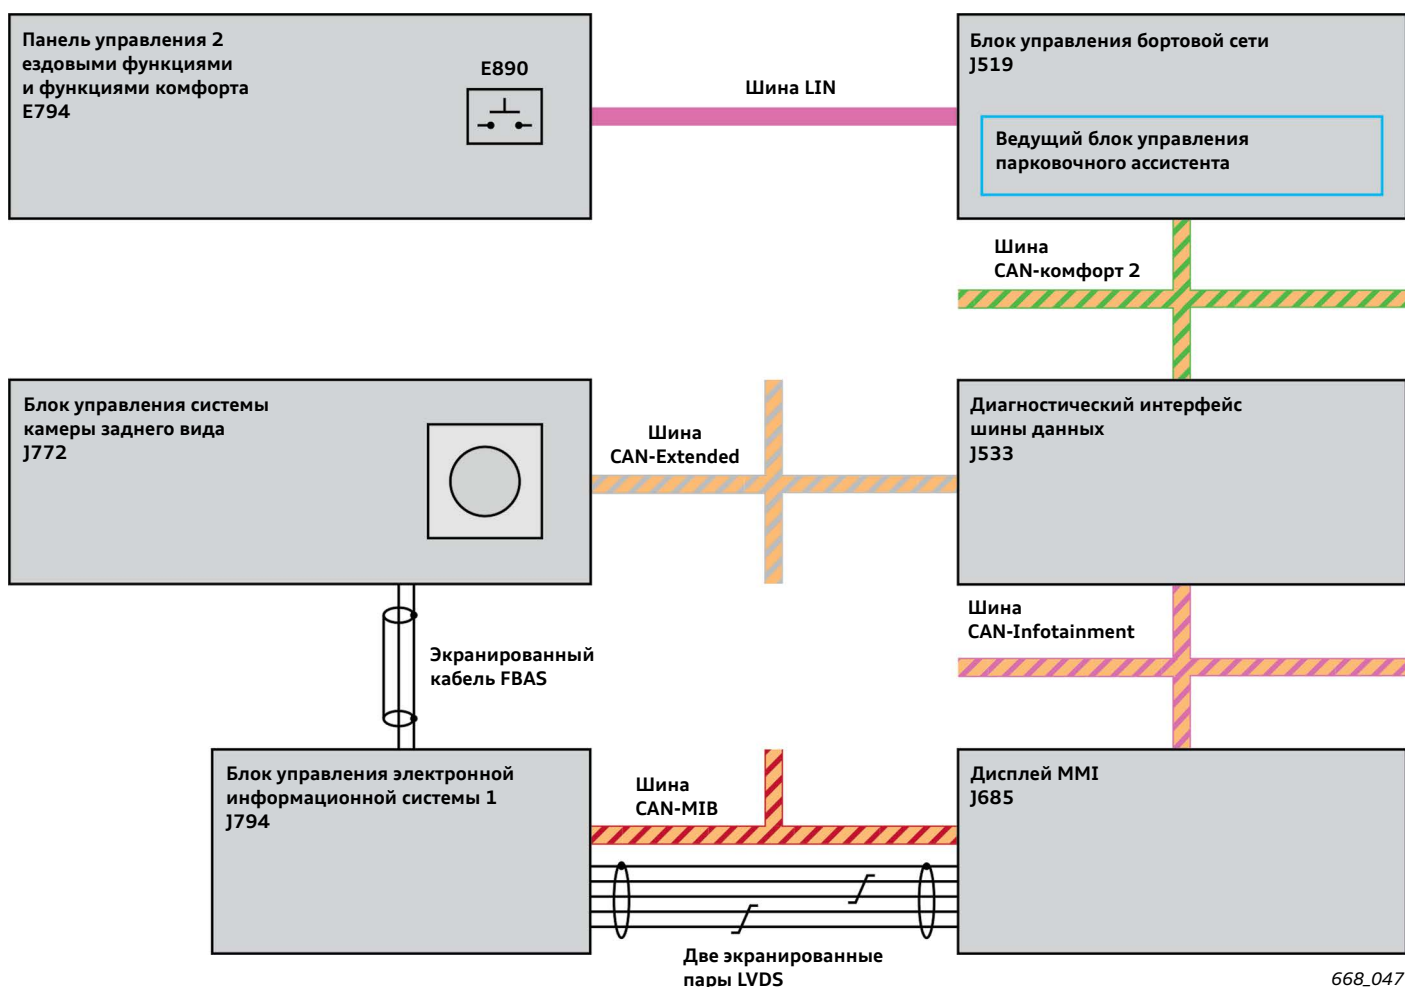 Панель управления 2
ездовыми функциями
и функциями комфорта
E794
E890
Шина LIN
Блок управления бортовой сети
J519
Ведущий блок управления
парковочного ассистента
Шина
CAN-комфорт 2
Блок управления системы
камеры заднего вида
J772
Шина
CAN-Extended
Диагностический интерфейс
шины данных
J533
Шина
CAN-Infotainment
Экранированный
кабель FBAS
Блок управления электронной
информационной системы 1
J794
Шина
CAN-MIB
Дисплей MMI
J685
Две экранированные
пары LVDS
668_047